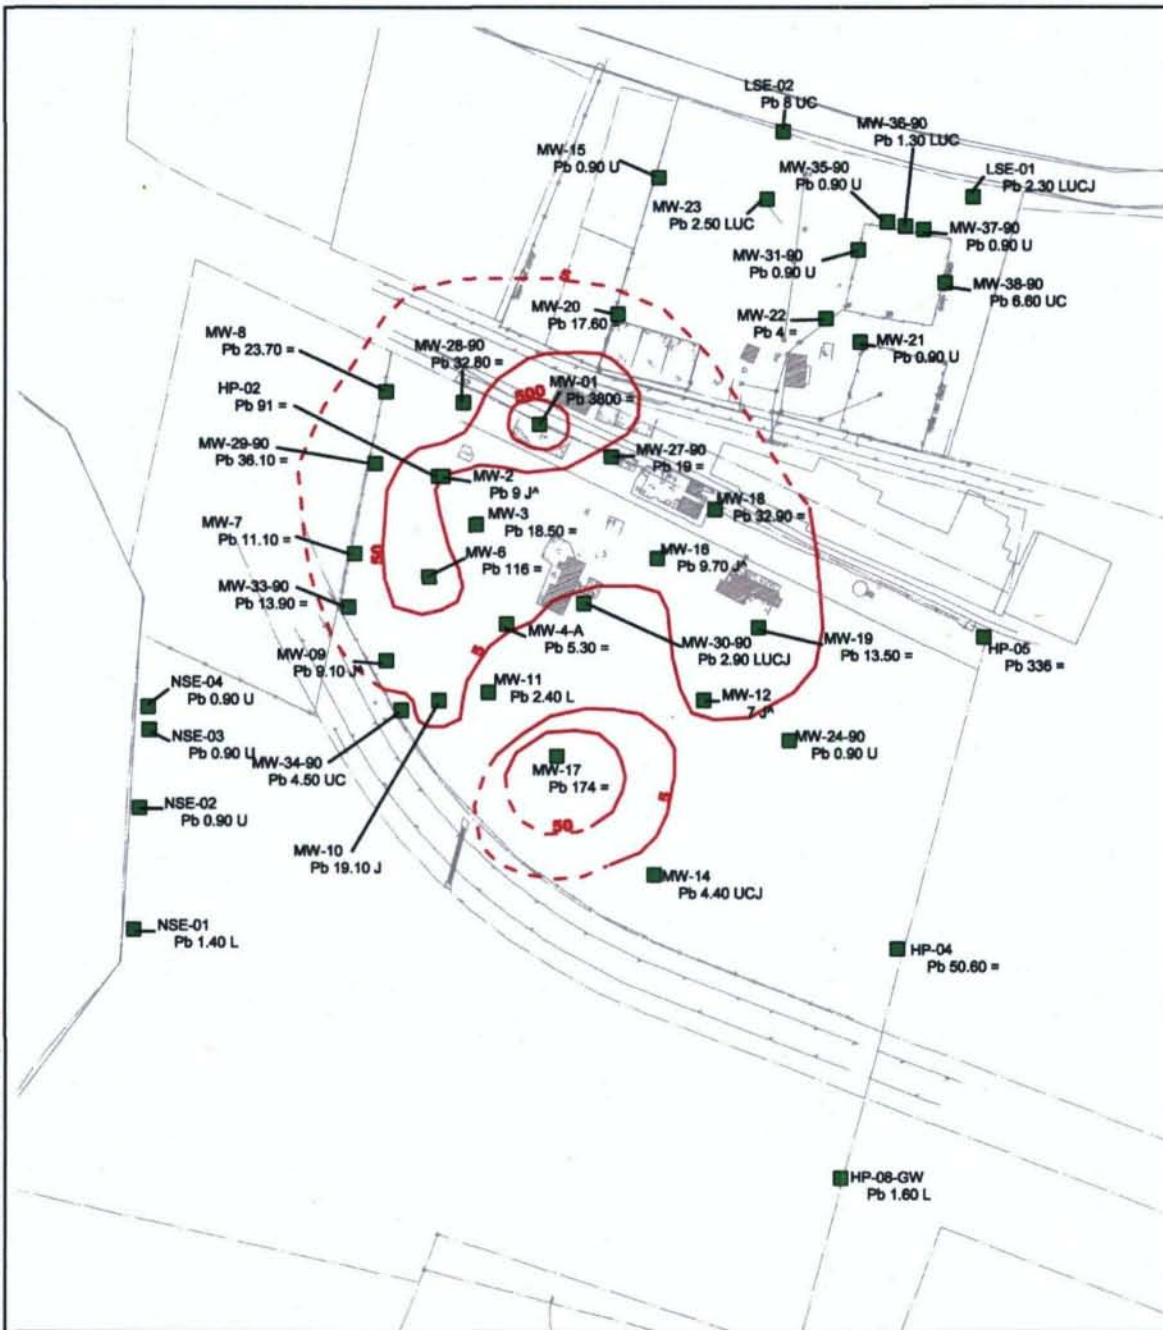 LSE-02
Pb 8 UC
MW-36-90
Pb 1.30 LUC
MW-15
Pb 0.90 U
MW-35-90
Pb 0.90 U
LSE-01
Pb 2.30 LUCJ
MW-23
Pb 2.50 LUC
MW-37-90
Pb 0.90 U
MW-31-90
Pb 0.90 U
5
MW-38-90
Pb 6.60 UC
MW-20
Pb 17.60 =
MW-22
Pb 4 =
MW-8
Pb 23.70 =
MW-28-90
Pb 32.80 =
MW-21
Pb 0.90 U
HP-02
Pb 91 =
500
MW-01
Pb 3800 =
MW-29-90
Pb 36.10 =
MW-27-90
Pb 19 =
MW-2
Pb 9 J^
MW-18
Pb 32.90 =
MW-3
Pb 18.50 =
MW-7
Pb 11.10 =
50
MW-6
Pb 116 =
MW-16
Pb 9.70 J^
MW-33-90
Pb 13.90 =
MW-4-A
Pb 5.30 =
MW-30-90
Pb 2.90 LUCJ
MW-19
Pb 13.50 =
HP-05
Pb 336 =
5
MW-09
Pb 9.10 J^
NSE-04
Pb 0.90 U
MW-11
Pb 2.40 L
MW-12
7 J^
NSE-03
Pb 0.90 U
MW-24-90
Pb 0.90 U
MW-34-90
Pb 4.50 UC
MW-17
Pb 174 =
5
NSE-02
Pb 0.90 U
50
MW-10
Pb 19.10 J
MW-14
Pb 4.40 UCJ
NSE-01
Pb 1.40 L
HP-04
Pb 50.60 =
HP-08-GW
Pb 1.60 L